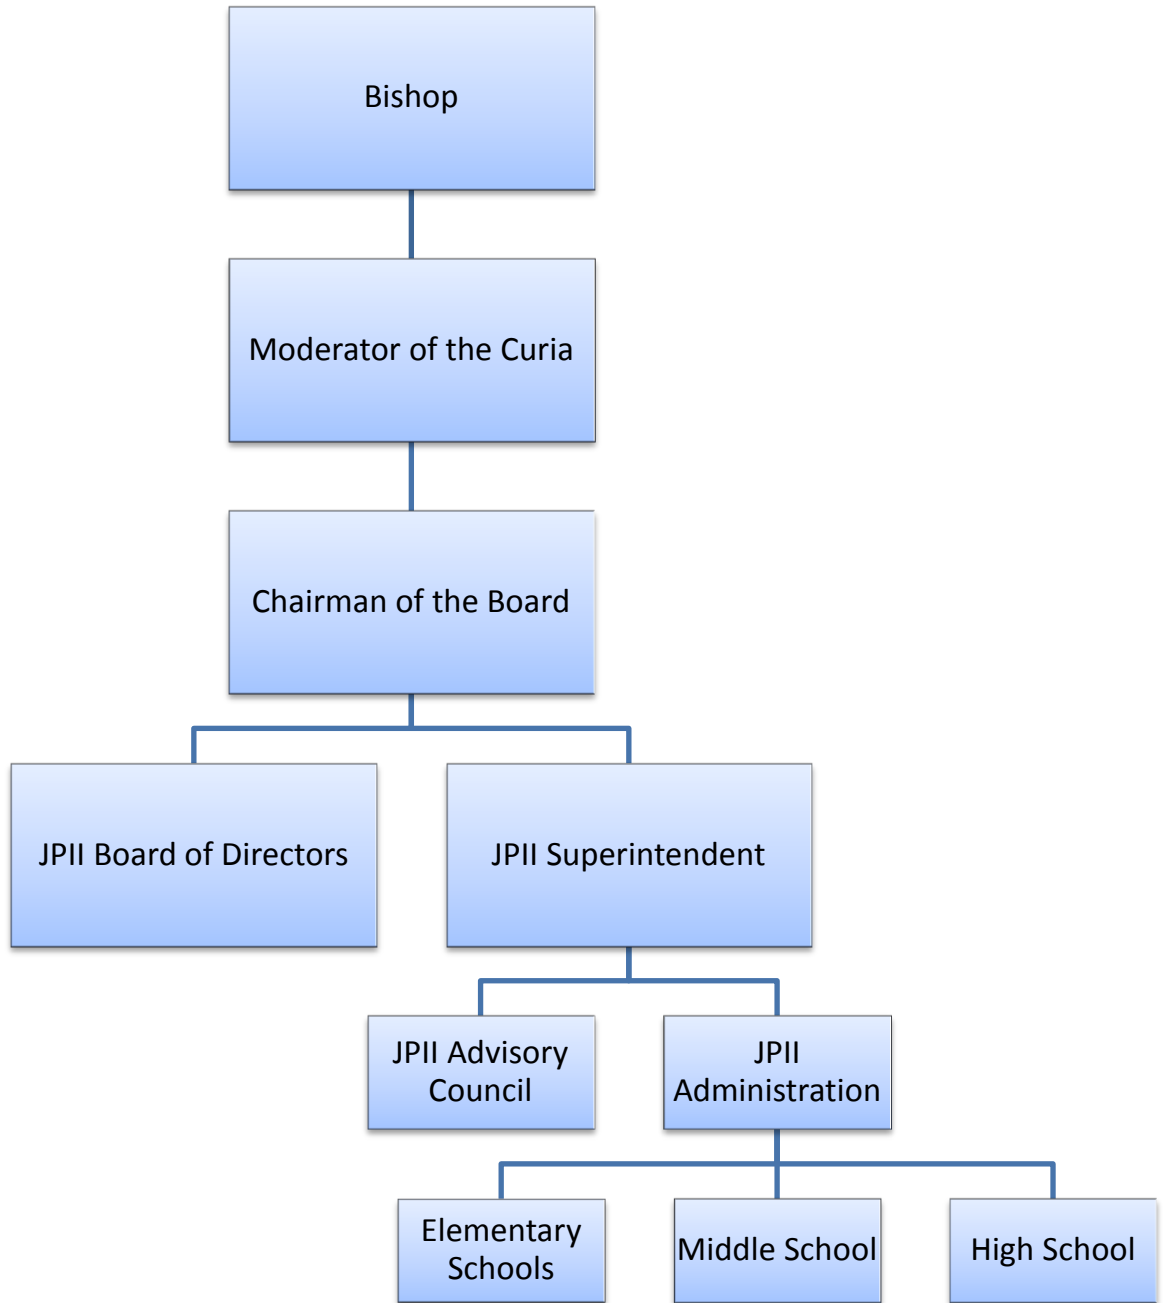 Bishop
Moderator of the Curia
Chairman of the Board
JPII Board of Directors
JPII Superintendent
JPII Advisory
Council
JPII
Administration
Elementary
Schools
Middle School
High School